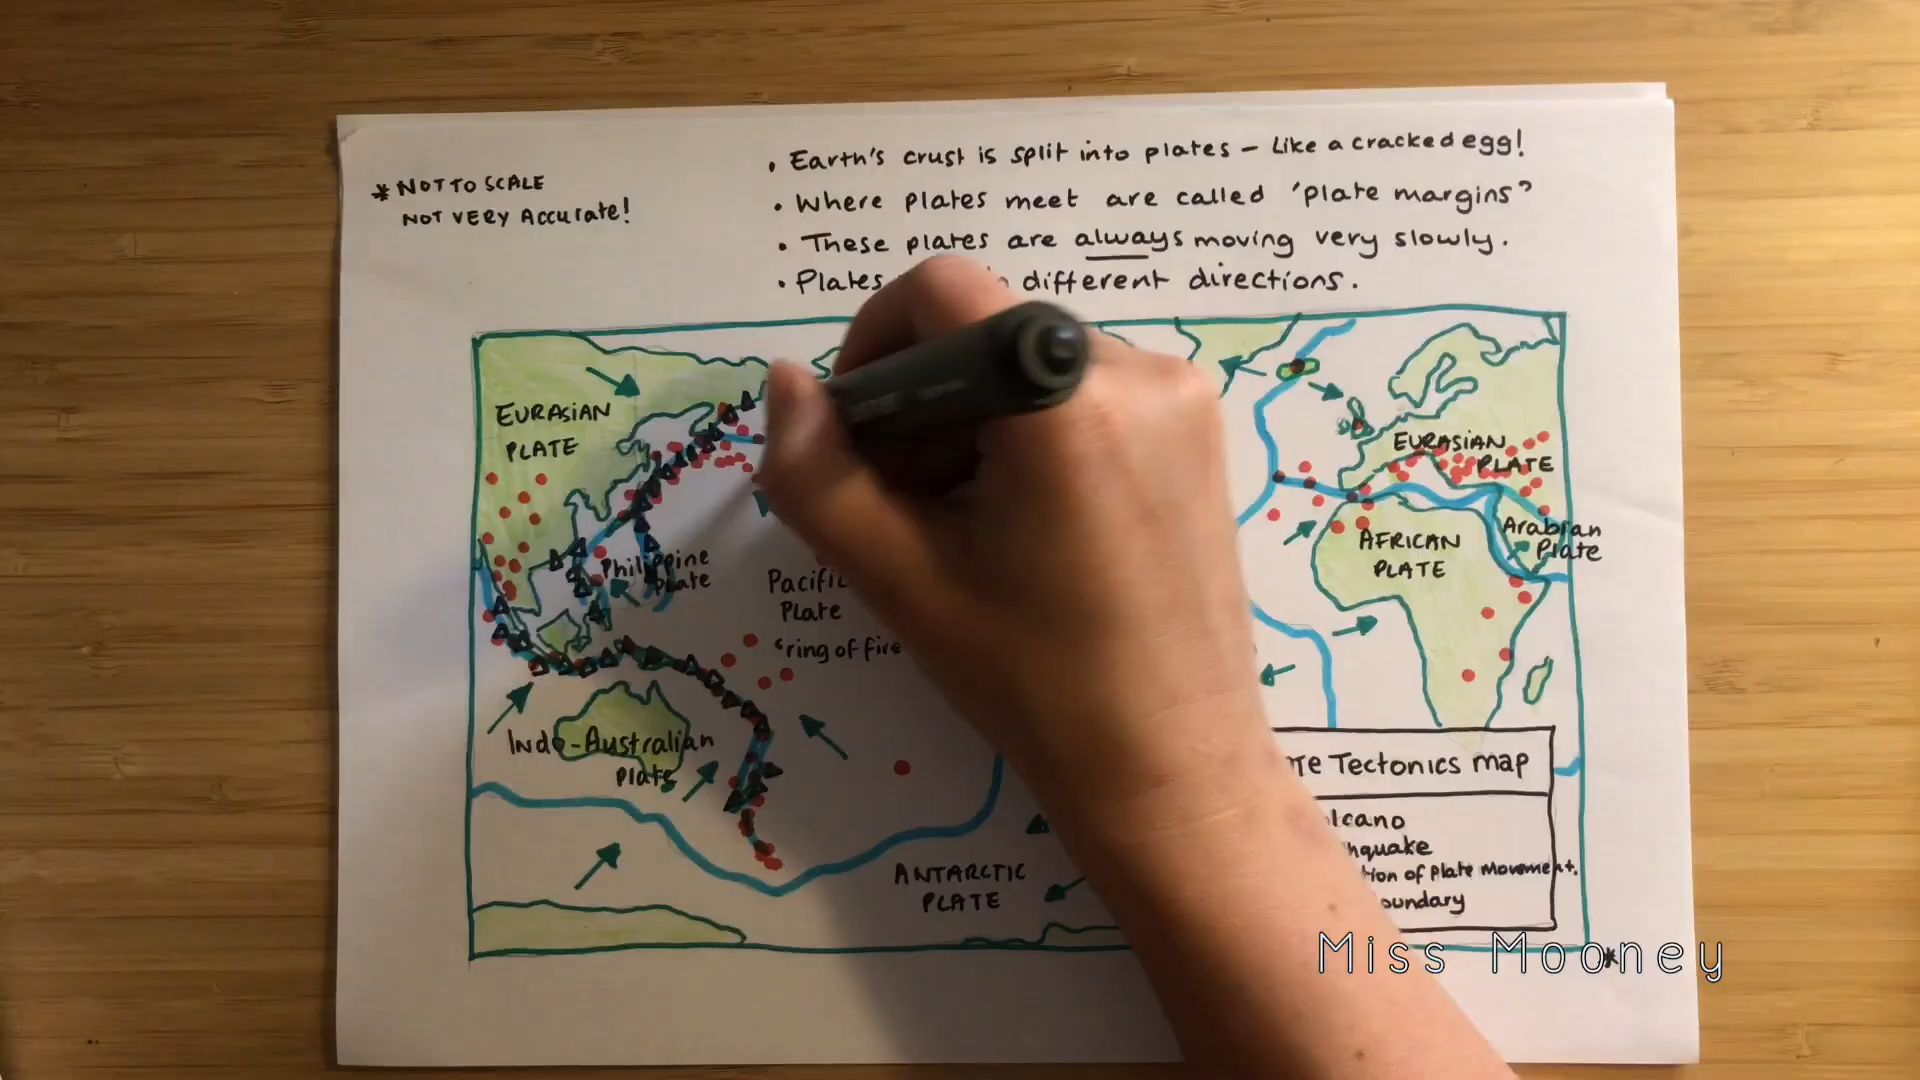 • Earth's crust is split into plates – Like a cracked egg!
* NOT TO SCALE
NOT VERY Accurate!
• Where plates meet are called 'plate margins'
• These plates are always moving very slowly.
• Plates different directions.
EURASIAN
PLATE
EURASIAN
PLATE
Arabian
Plate
AFRICAN
PLATE
Philippine
Plate
Pacific
Plate
'ring of fire
Indo-Australian
Plate
ANTARCTIC
PLATE
Tectonics map
quake
of Plate Movement.
Miss Mooney